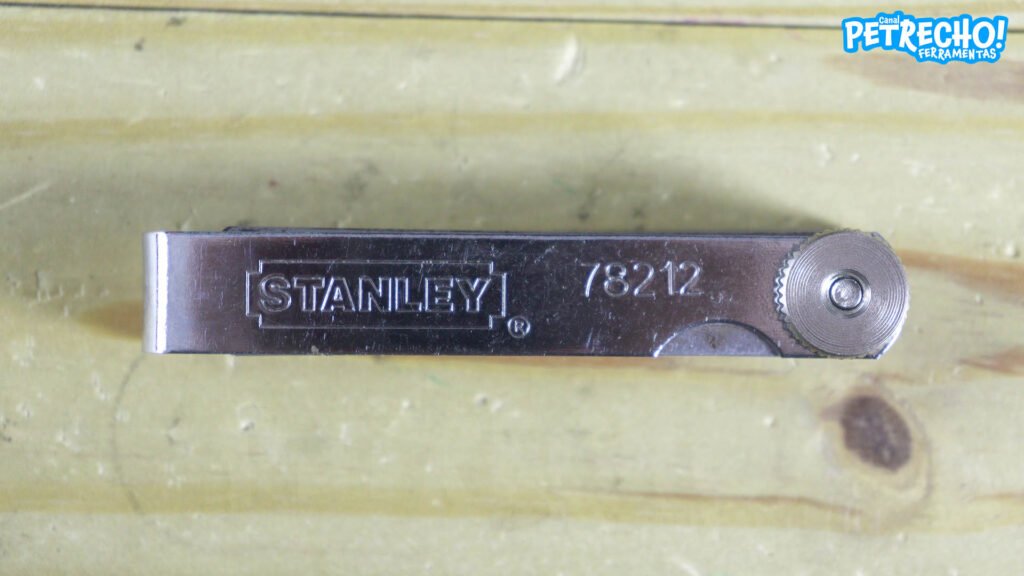 Canal
PETRECHO!
FERRAMENTAS
STANLEY ®
78212